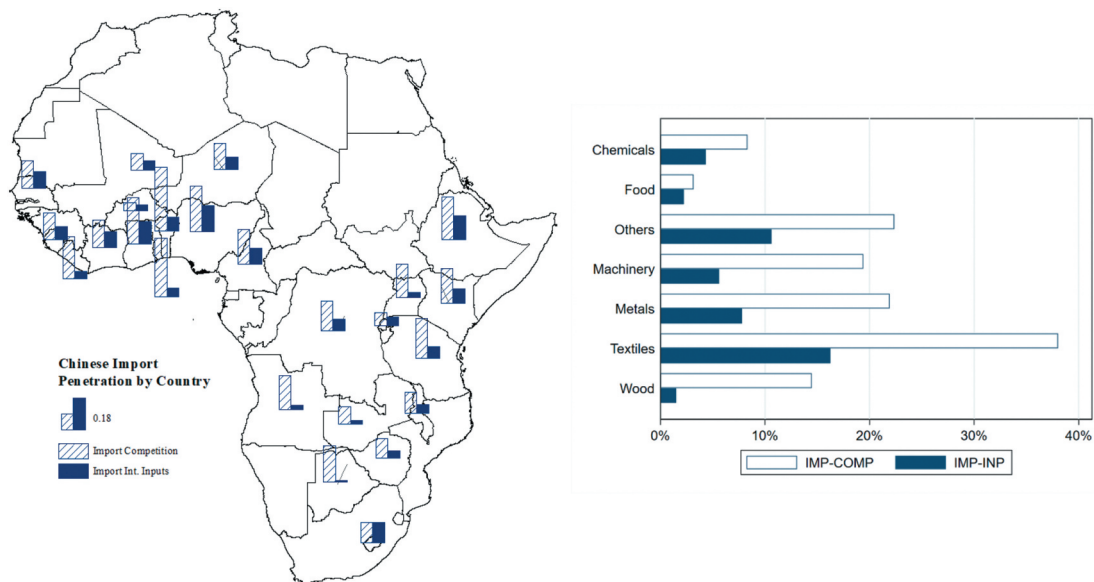 Chinese Import
Penetration by Country
0.18
Import Competition
Import Int. Inputs
Chemicals
Food
Others
Machinery
Metals
Textiles
Wood
0% 10% 20% 30% 40%
IMP-COMP IMP-INP